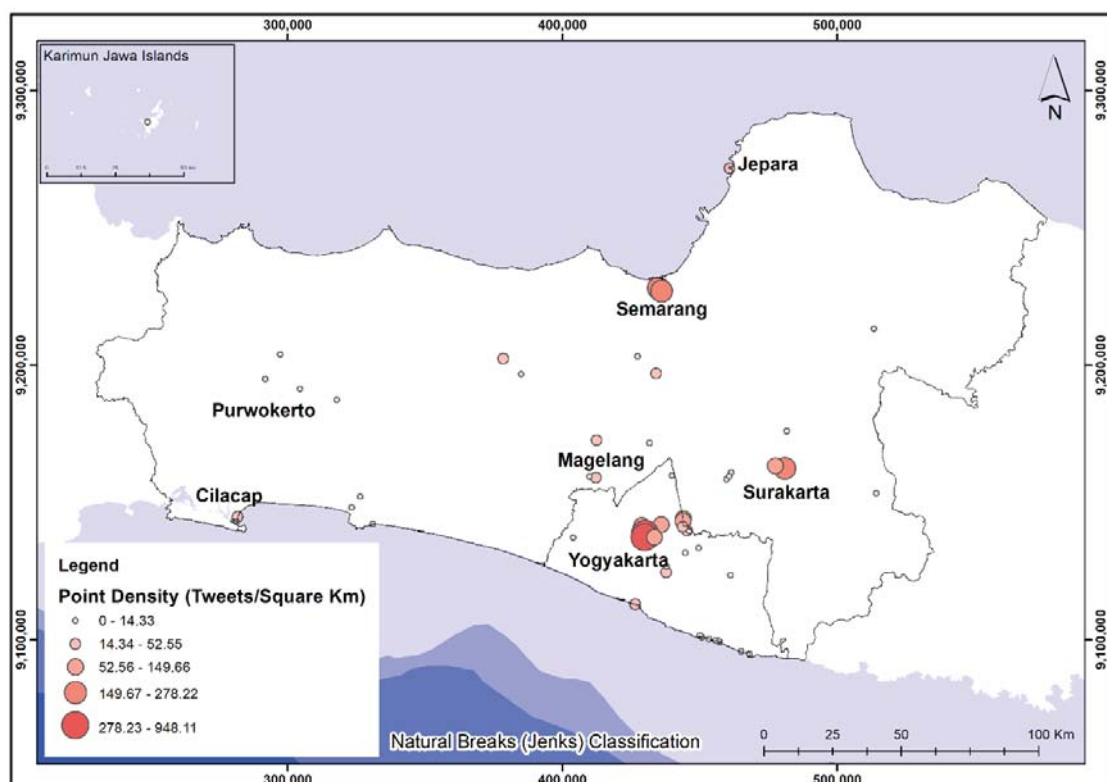 300,000 400,000 500,000
Karimun Jawa Islands
9,300,000 9,300,000
N
Jepara
Semarang
9,200,000 9,200,000
Purwokerto
Magelang
Surakarta
Cilacap
Yogyakarta
Legend
Point Density (Tweets/Square Km)
0 - 14.33
14.34 - 52.55
52.56 - 149.66
149.67 - 278.22
278.23 - 948.11
9,100,000 9,100,000
Natural Breaks (Jenks) Classification
0 25 50 75 100 Km
300,000 400,000 500,000